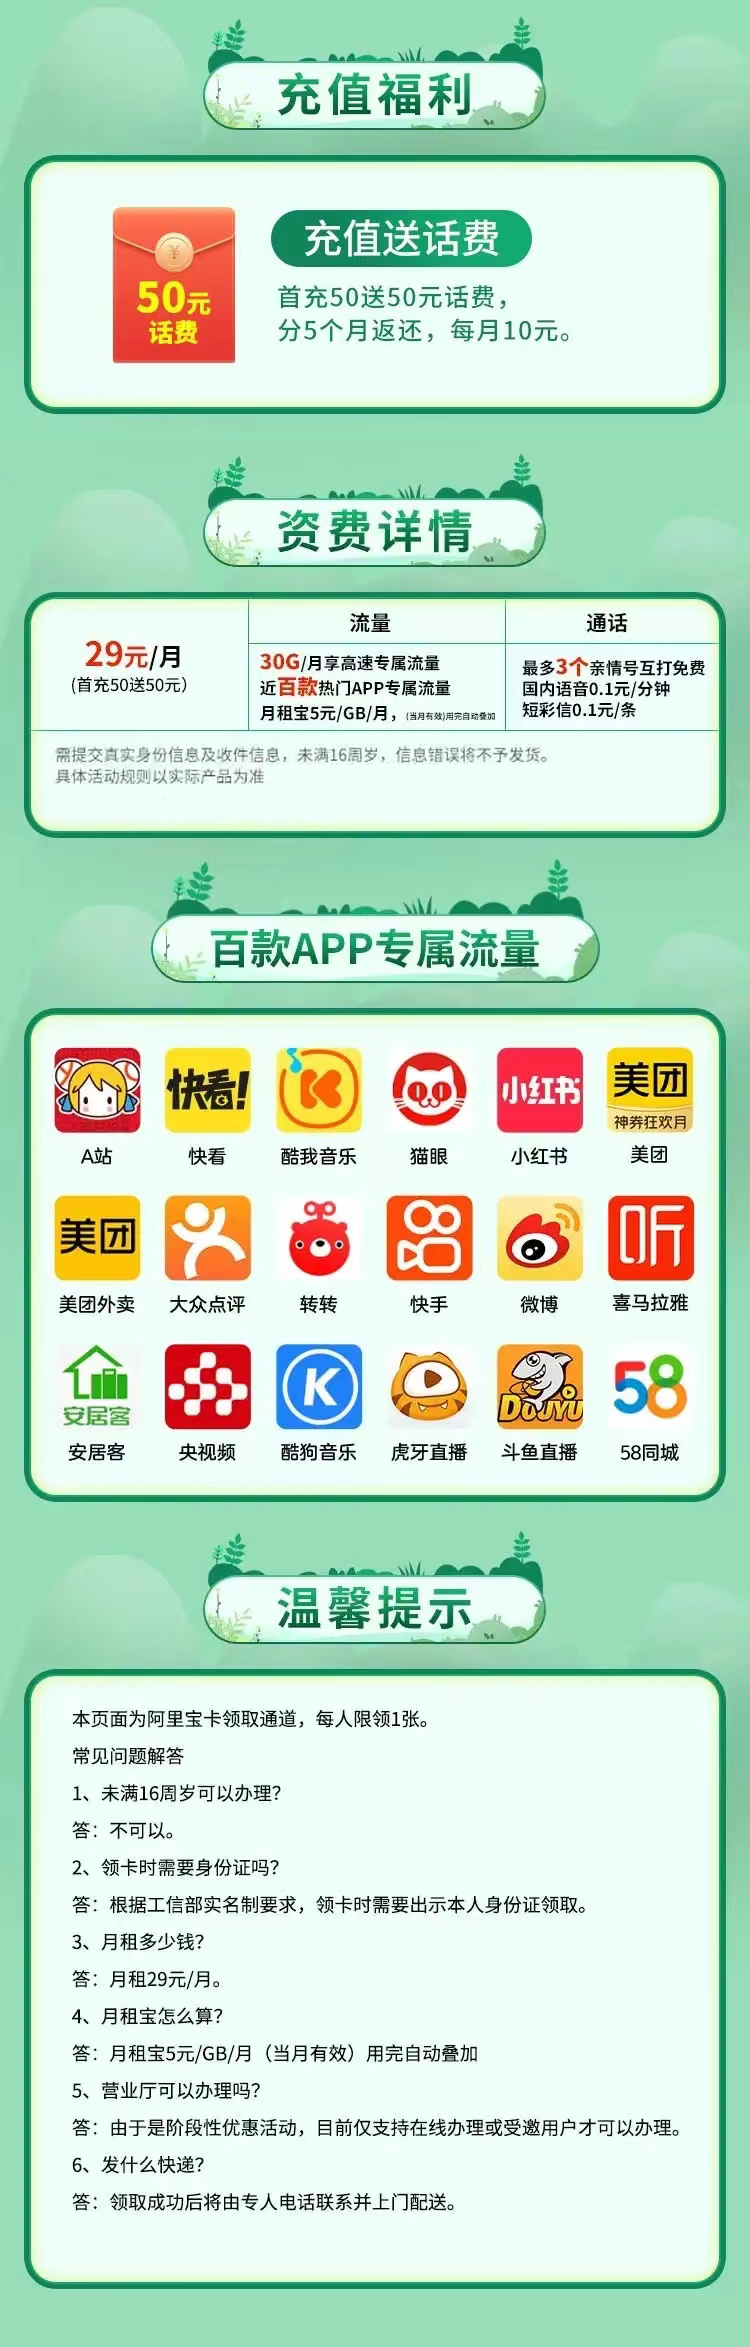 充值福利
¥
50元
话费
充值送话费
首充50送50元话费，
分5个月返还，每月10元。
资费详情
29元/月
(首充50送50元）
流量
30G/月享高速专属流量
近百款热门APP专属流量
月租宝5元/GB/月，(当月有效)用完自动叠加
通话
最多3个亲情号互打免费
国内语音0.1元/分钟
短彩信0.1元/条
需提交真实身份信息及收件信息，未满16周岁，信息错误将不予发货。
具体活动规则以实际产品为准
百款APP专属流量
快看!
小红书
美团
神券狂欢月
A站
快看
酷我音乐
猫眼
小红书
美团
美团
听
美团外卖
大众点评
转转
快手
微博
喜马拉雅
安居客
K
DOUYU
58
安居客
央视频
酷狗音乐
虎牙直播
斗鱼直播
58同城
温馨提示
本页面为阿里宝卡领取通道，每人限领1张。
常见问题解答
1、未满16周岁可以办理？
答：不可以。
2、领卡时需要身份证吗？
答：根据工信部实名制要求，领卡时需要出示本人身份证领取。
3、月租多少钱？
答：月租29元/月。
4、月租宝怎么算？
答：月租宝5元/GB/月（当月有效）用完自动叠加
5、营业厅可以办理吗？
答：由于是阶段性优惠活动，目前仅支持在线办理或受邀用户才可以办理。
6、发什么快递？
答：领取成功后将由专人电话联系并上门配送。